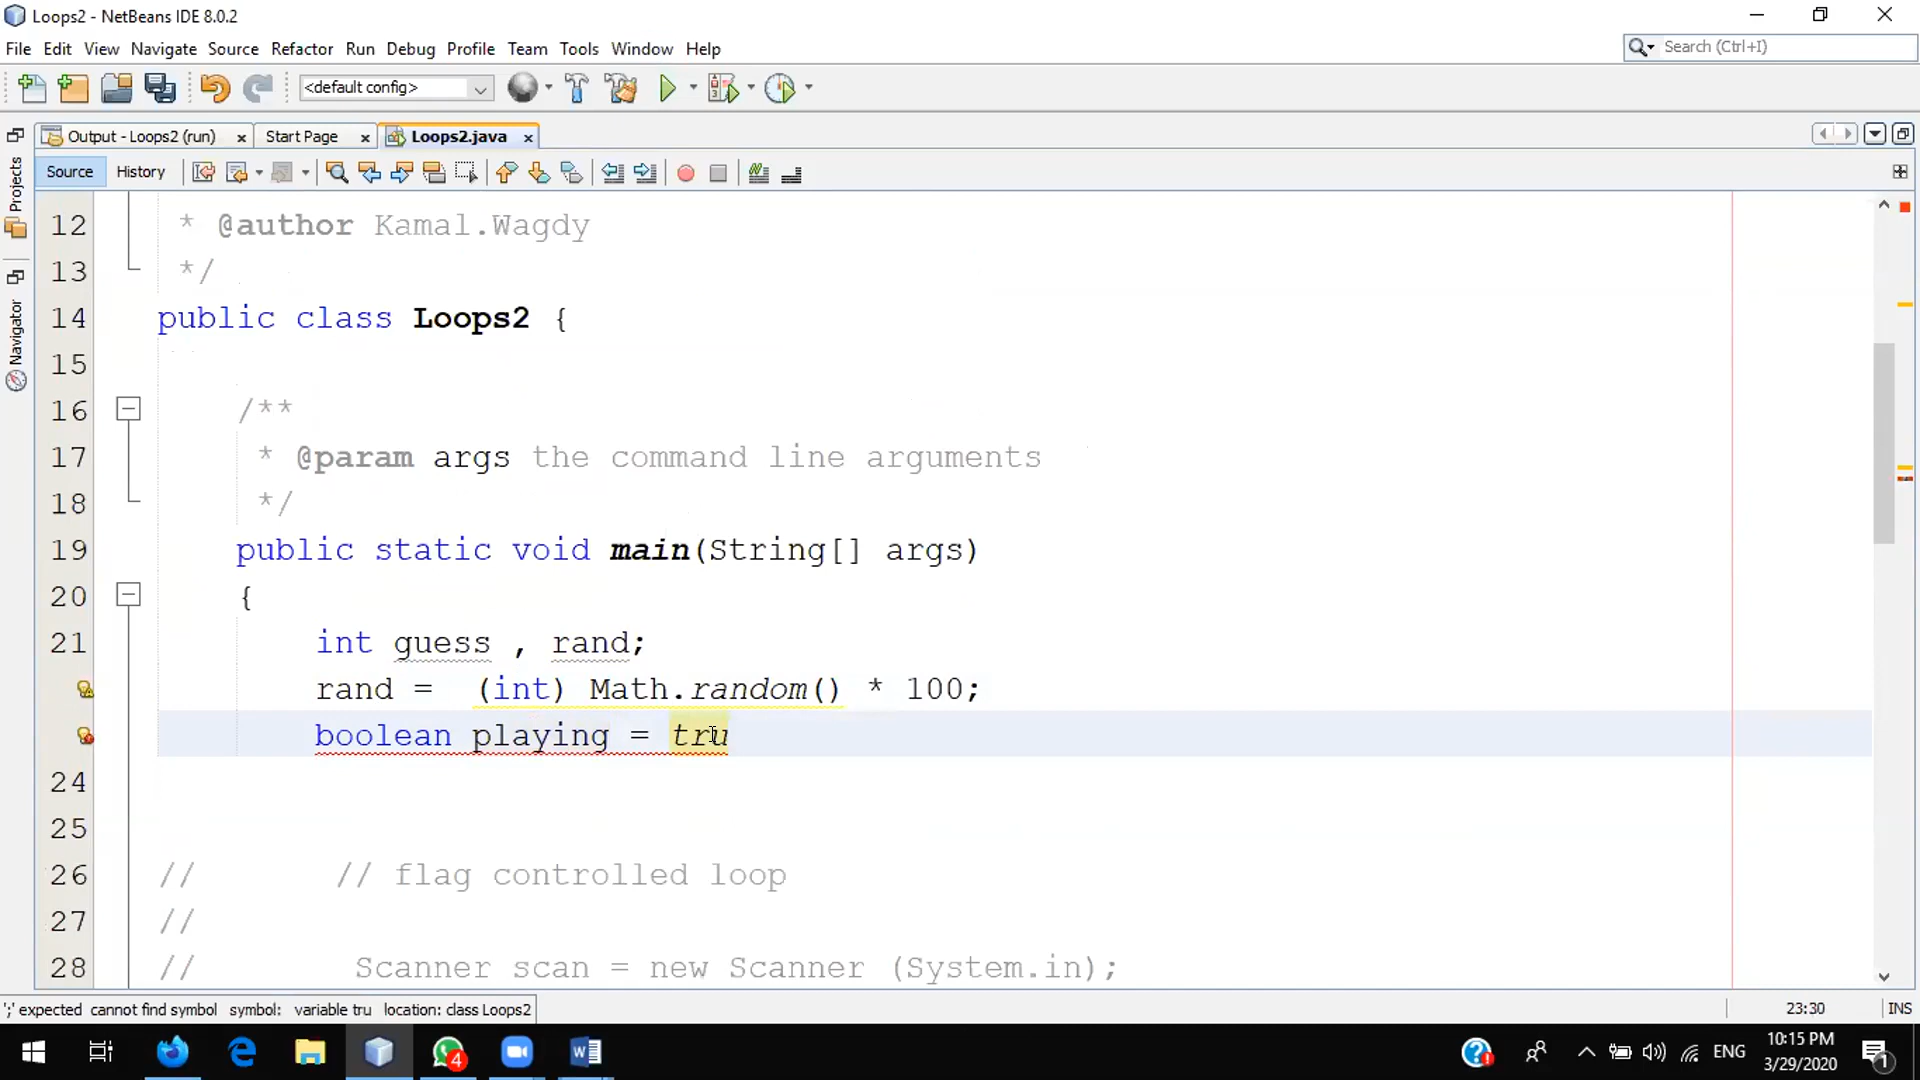 Loops2 - NetBeans IDE 8.0.2
File Edit View Navigate Source Refactor Run Debug Profile Team Tools Window Help
Search (Ctrl+I)
<default config>
Output - Loops2 (run) Start Page Loops2.java
Source History
Projects
Navigator
12 * @author Kamal.Wagdy
13 */
14 public class Loops2 {
15
16 /**
17 * @param args the command line arguments
18 */
19 public static void main(String[] args)
20 {
21 int guess , rand;
rand = (int) Math.random() * 100;
boolean playing = tru
24
25
26 // // flag controlled loop
27 //
28 // Scanner scan = new Scanner (System.in);
';' expected cannot find symbol symbol: variable tru location: class Loops2
23:30 INS
4
ENG
10:15 PM
3/29/2020
1